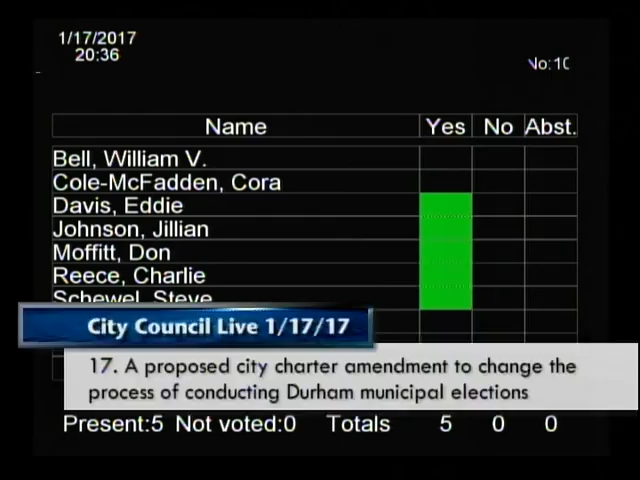 1/17/2017
20:36
No:10
Name Yes No Abst.
Bell, William V.
Cole-McFadden, Cora
Davis, Eddie
Johnson, Jillian
Moffitt, Don
Reece, Charlie
Schewel, Steve
City Council Live 1/17/17
17. A proposed city charter amendment to change the
process of conducting Durham municipal elections
Present:5 Not voted:0 Totals 5 0 0